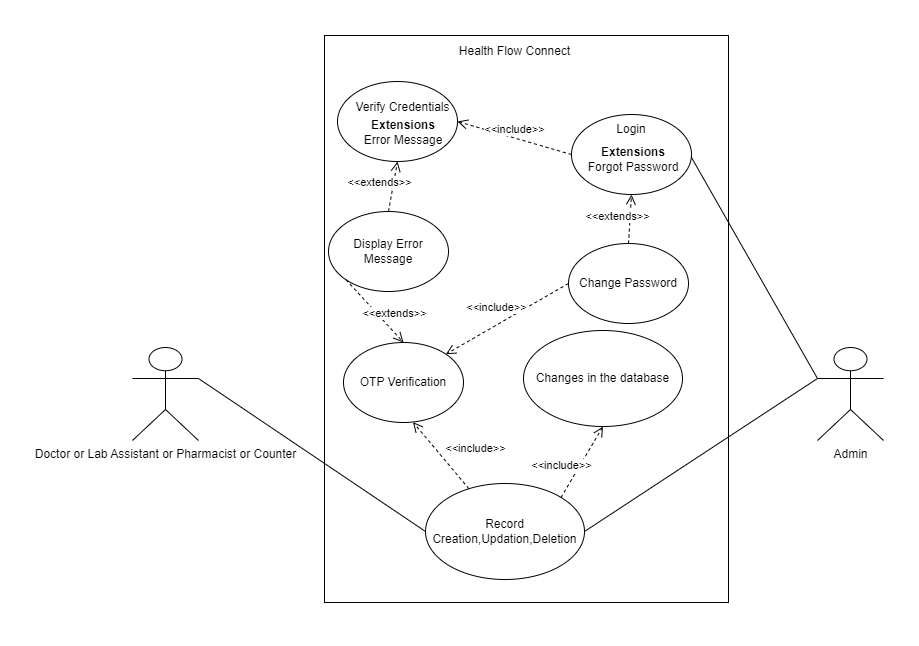 Health Flow Connect
Verify Credentials
Extensions
Error Message
<<include>>
Login
Extensions
Forgot Password
<<extends>>
<<extends>>
Display Error
Message
Change Password
<<include>>
<<extends>>
OTP Verification
Changes in the database
<<include>>
<<include>>
Doctor or Lab Assistant or Pharmacist or Counter
Admin
Record
Creation,Updation,Deletion